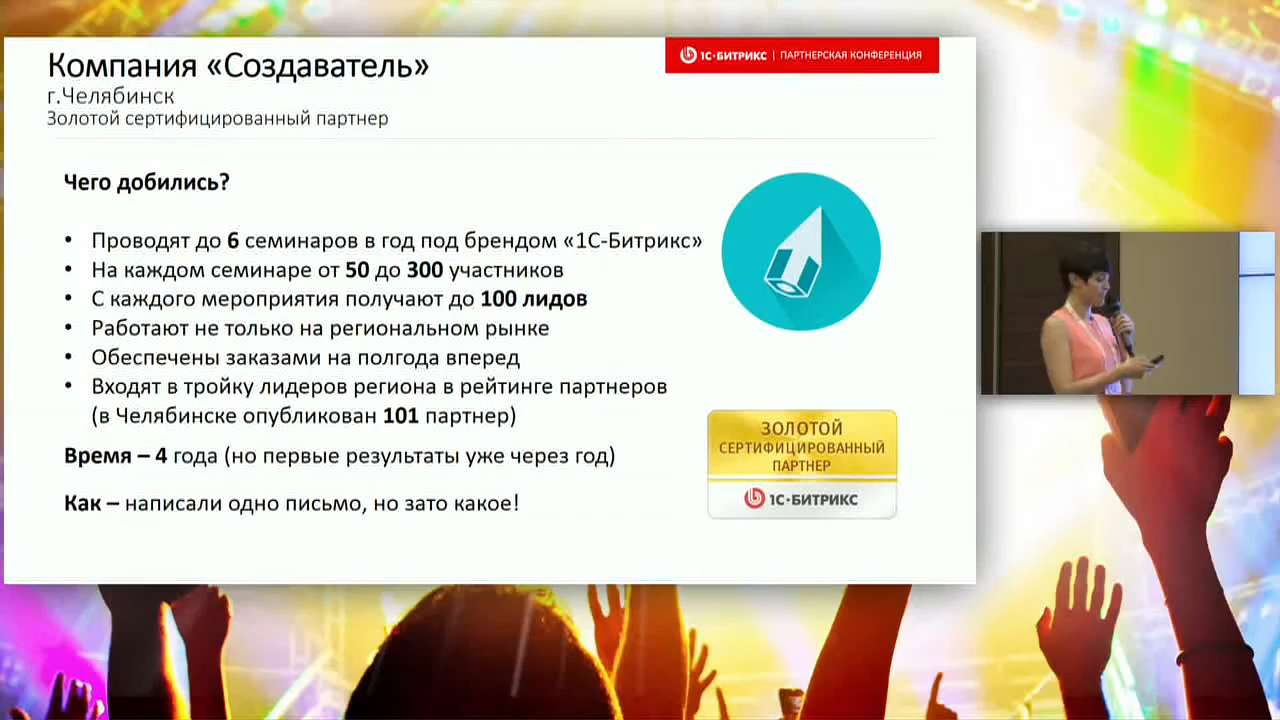 Компания «Создаватель»
г.Челябинск
Золотой сертифицированный партнер
1С·БИТРИКС | ПАРТНЕРСКАЯ КОНФЕРЕНЦИЯ
Чего добились?
• Проводят до 6 семинаров в год под брендом «1С-Битрикс»
• На каждом семинаре от 50 до 300 участников
• С каждого мероприятия получают до 100 лидов
• Работают не только на региональном рынке
• Обеспечены заказами на полгода вперед
• Входят в тройку лидеров региона в рейтинге партнеров
(в Челябинске опубликован 101 партнер)
Время – 4 года (но первые результаты уже через год)
Как – написали одно письмо, но зато какое!
ЗОЛОТОЙ
СЕРТИФИЦИРОВАННЫЙ
ПАРТНЕР
1С·БИТРИКС